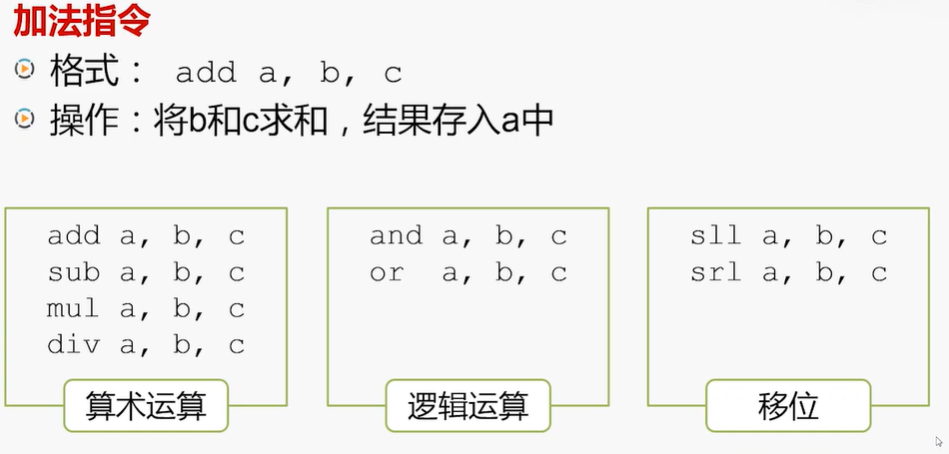 加法指令
格式： add a, b, c
操作：将b和c求和，结果存入a中
add a, b, c
sub a, b, c
mul a, b, c
div a, b, c
算术运算
and a, b, c
or a, b, c
逻辑运算
sll a, b, c
srl a, b, c
移位